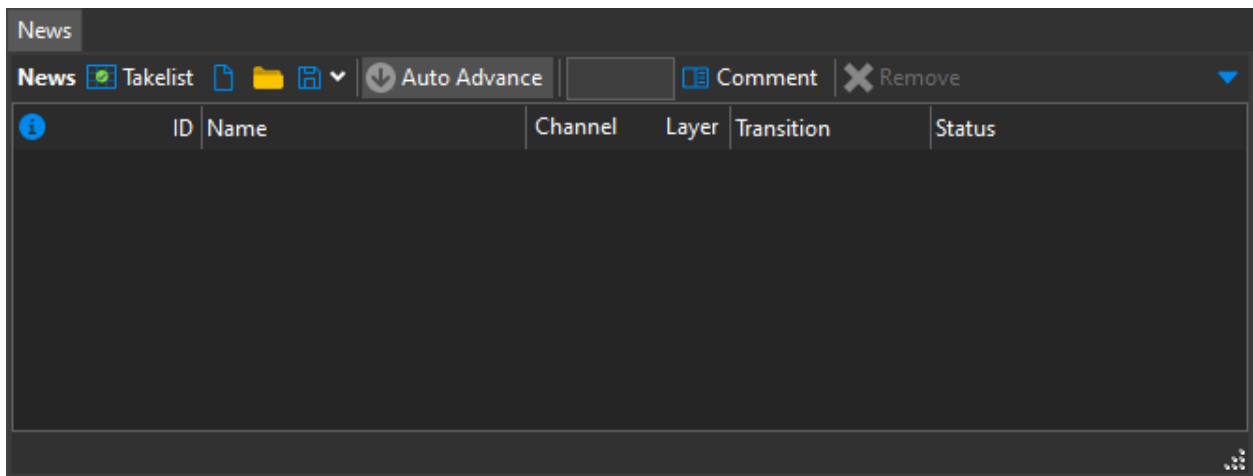 News
News Takelist Auto Advance Comment Remove
ID Name Channel Layer Transition Status